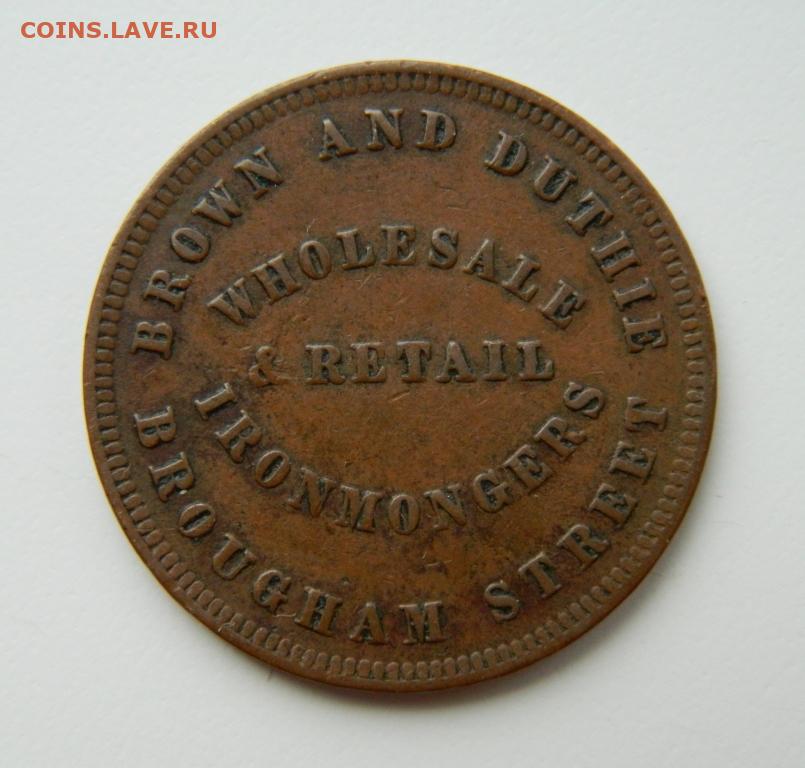 COINS.LAVE.RU
BROWN AND DUTHIE
WHOLESALE
& RETAIL
IRONMONGERS
BROUGHAM STREET